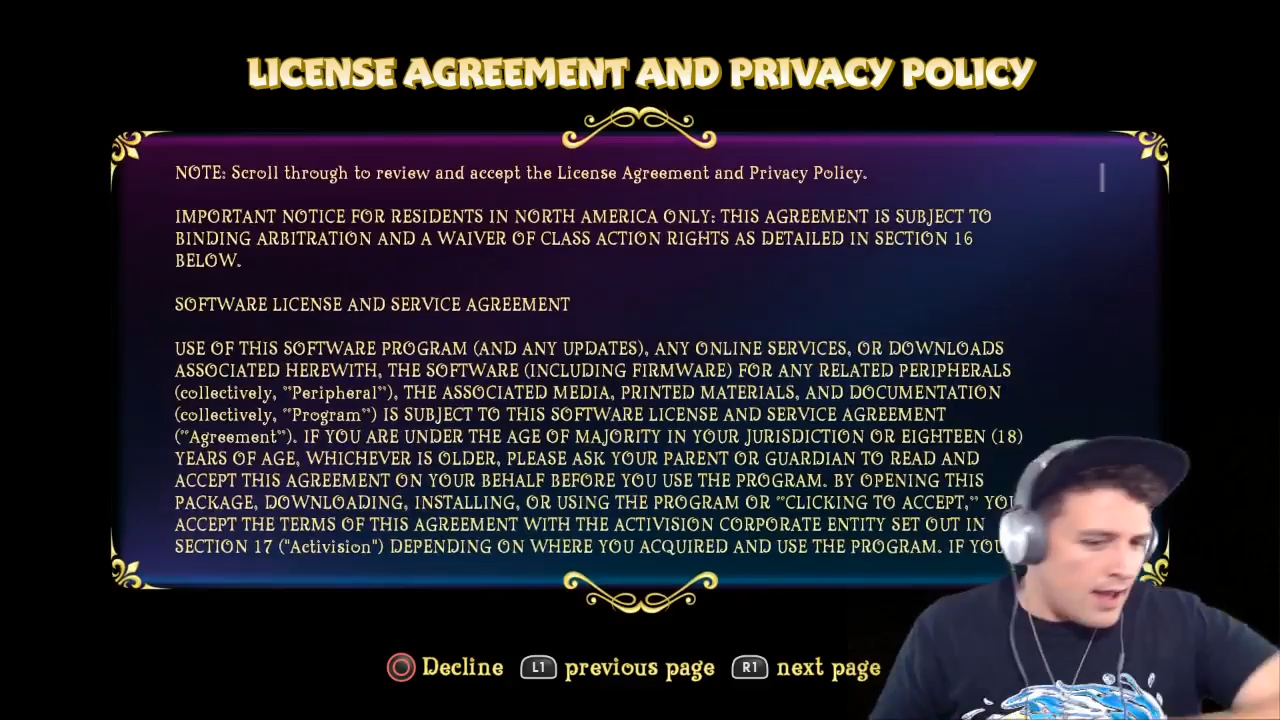 LICENSE AGREEMENT AND PRIVACY POLICY
NOTE: Scroll through to review and accept the License Agreement and Privacy Policy.
IMPORTANT NOTICE FOR RESIDENTS IN NORTH AMERICA ONLY: THIS AGREEMENT IS SUBJECT TO
BINDING ARBITRATION AND A WAIVER OF CLASS ACTION RIGHTS AS DETAILED IN SECTION 16
BELOW.
SOFTWARE LICENSE AND SERVICE AGREEMENT
USE OF THIS SOFTWARE PROGRAM (AND ANY UPDATES), ANY ONLINE SERVICES, OR DOWNLOADS
ASSOCIATED HEREWITH, THE SOFTWARE (INCLUDING FIRMWARE) FOR ANY RELATED PERIPHERALS
(collectively, “Peripheral”), THE ASSOCIATED MEDIA, PRINTED MATERIALS, AND DOCUMENTATION
(collectively, “Program”) IS SUBJECT TO THIS SOFTWARE LICENSE AND SERVICE AGREEMENT
(“Agreement”). IF YOU ARE UNDER THE AGE OF MAJORITY IN YOUR JURISDICTION OR EIGHTEEN (18)
YEARS OF AGE, WHICHEVER IS OLDER, PLEASE ASK YOUR PARENT OR GUARDIAN TO READ AND
ACCEPT THIS AGREEMENT ON YOUR BEHALF BEFORE YOU USE THE PROGRAM. BY OPENING THIS
PACKAGE, DOWNLOADING, INSTALLING, OR USING THE PROGRAM OR “CLICKING TO ACCEPT,” YOU
ACCEPT THE TERMS OF THIS AGREEMENT WITH THE ACTIVISION CORPORATE ENTITY SET OUT IN
SECTION 17 ("Activision") DEPENDING ON WHERE YOU ACQUIRED AND USE THE PROGRAM. IF YOU
Decline L1 previous page R1 next page